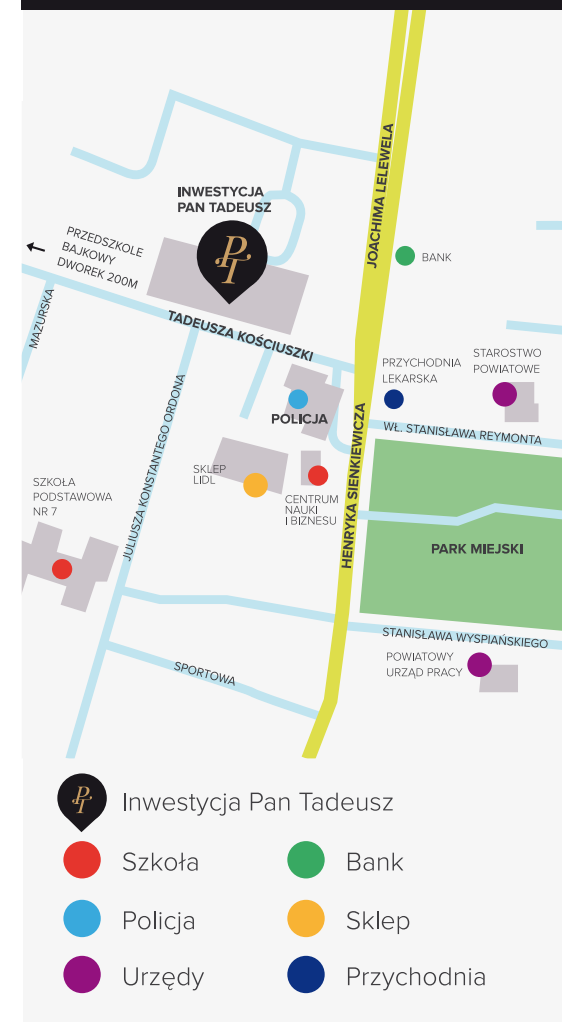 JOACHIMA LELEWELA
INWESTYCJA
PAN TADEUSZ
PT
PRZEDSZKOLE
BAJKOWY
DWOREK 200M
BANK
MAZURSKA
TADEUSZA KOŚCIUSZKI
PRZYCHODNIA
LEKARSKA
STAROSTWO
POWIATOWE
POLICJA
WŁ. STANISŁAWA REYMONTA
JULIUSZA KONSTANTEGO ORDONA
HENRYKA SIENKIEWICZA
SKLEP
LIDL
CENTRUM
NAUKI
I BIZNESU
SZKOŁA
PODSTAWOWA
NR 7
PARK MIEJSKI
STANISŁAWA WYSPIAŃSKIEGO
POWIATOWY
URZĄD PRACY
SPORTOWA
PT
Inwestycja Pan Tadeusz
Szkoła
Bank
Policja
Sklep
Urzędy
Przychodnia